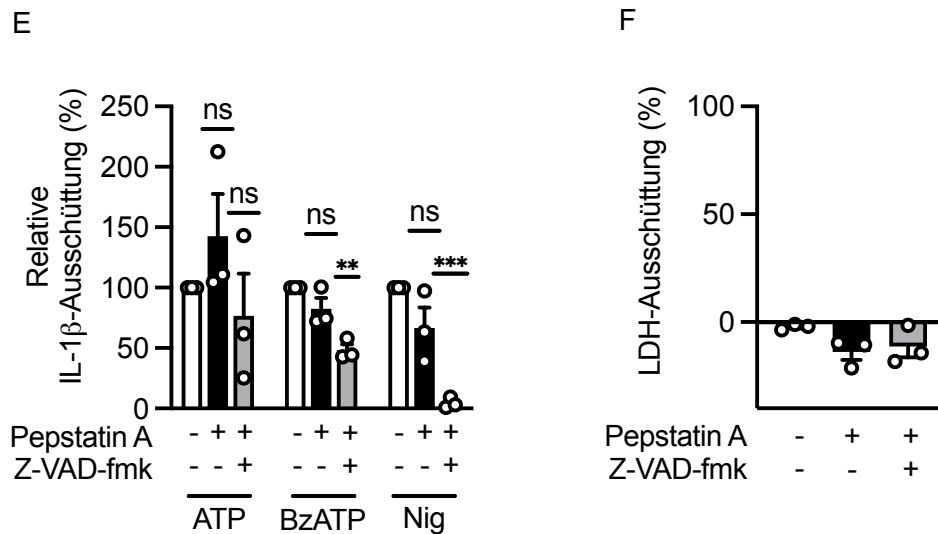 E
F
250
200
150
100
50
0
Relative
IL-1β-Ausschüttung (%)
ns
ns
ns
**
ns
***
Pepstatin A - + + - + + - + +
Z-VAD-fmk - - + - - + - - +
ATP BzATP Nig
100
50
0
LDH-Ausschüttung (%)
Pepstatin A - + +
Z-VAD-fmk - - +